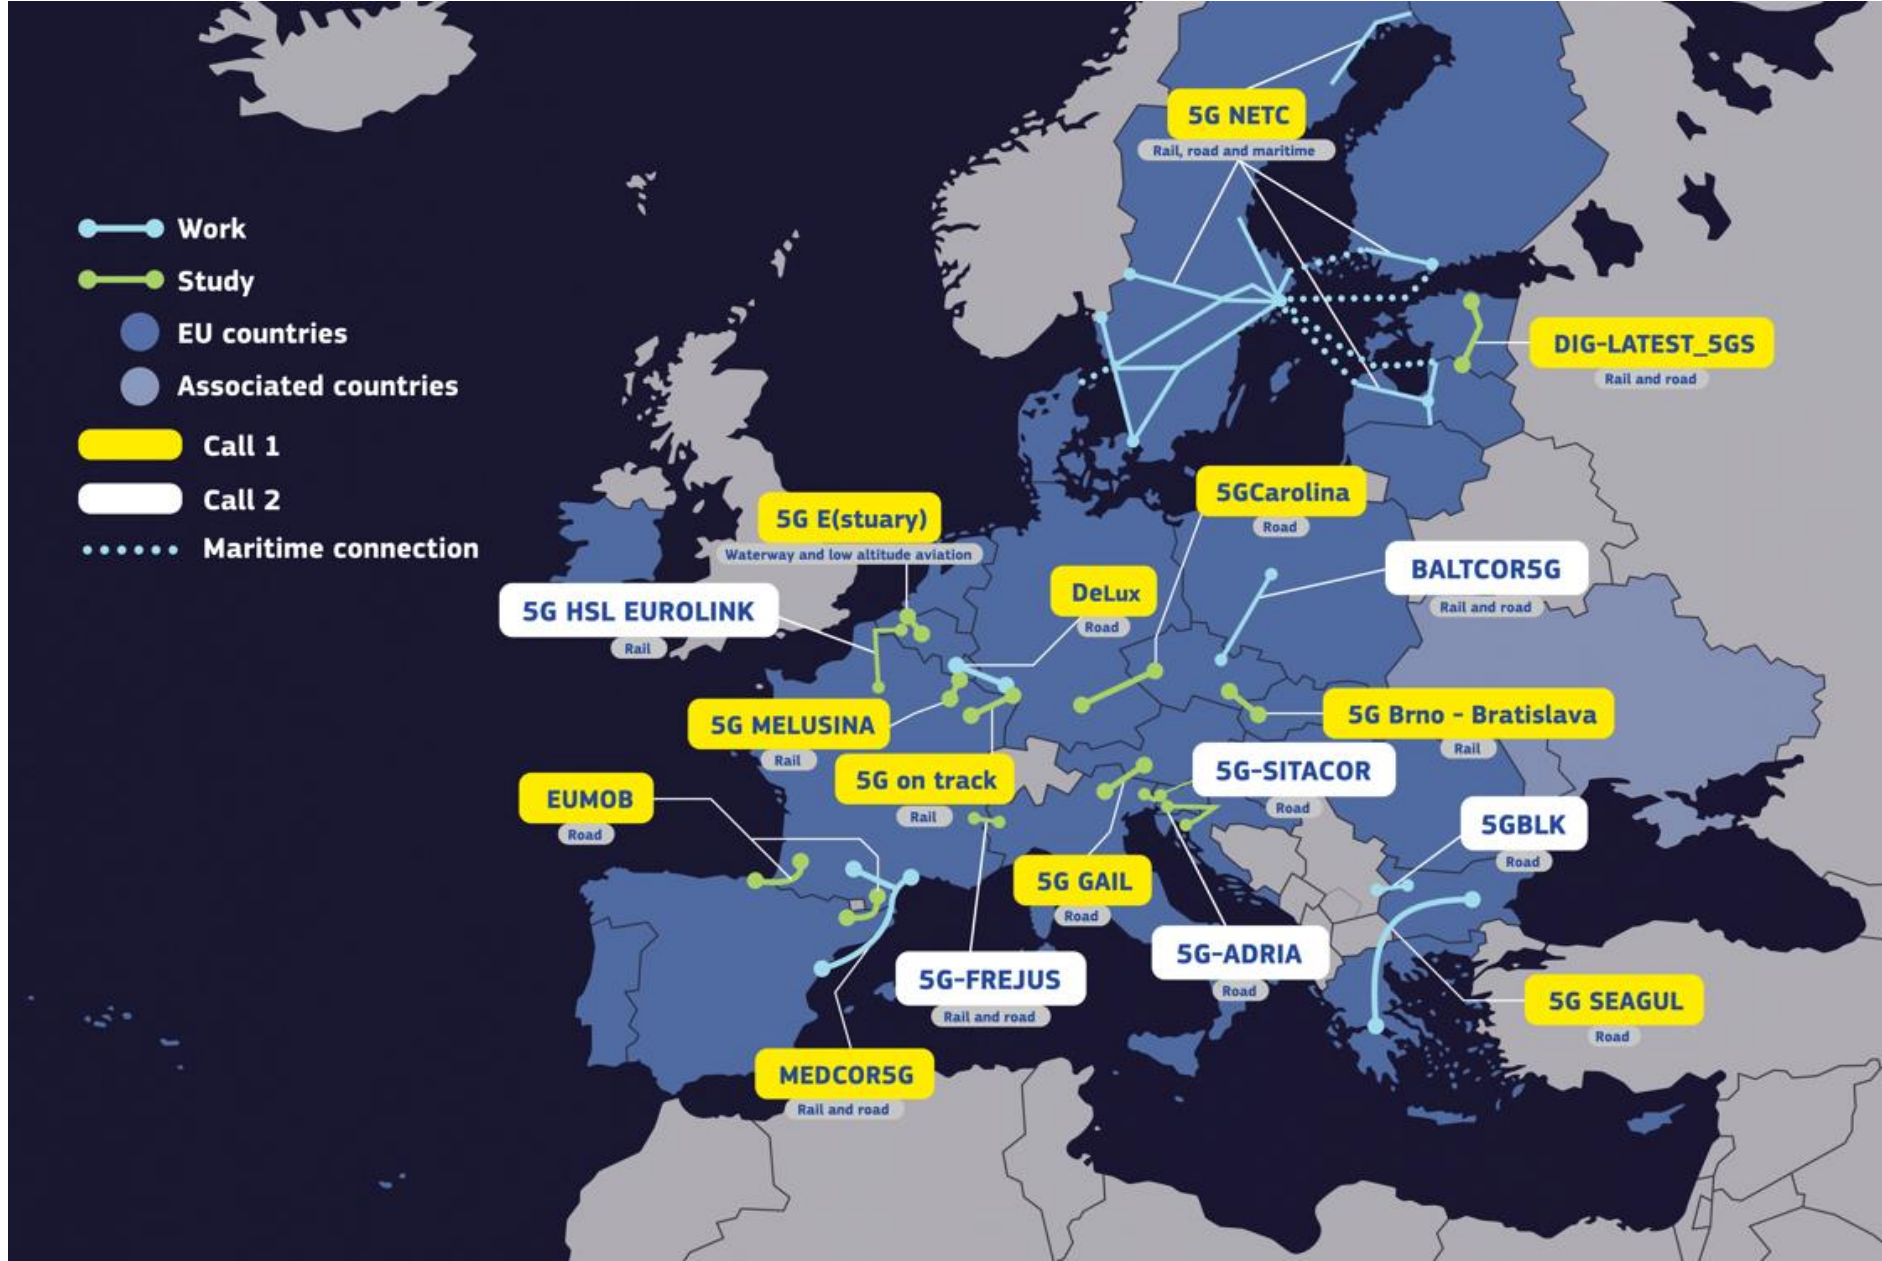 Work
Study
EU countries
Associated countries
Call 1
Call 2
Maritime connection
5G NETC
Rail, road and maritime
DIG-LATEST_5GS
Rail and road
5GCarolina
Road
5G E(stuary)
Waterway and low altitude aviation
BALTCOR5G
Rail and road
DeLux
Road
5G HSL EUROLINK
Rail
5G MELUSINA
Rail
5G Brno - Bratislava
Rail
5G on track
Rail
5G-SITACOR
Road
EUMOB
Road
5GBLK
Road
5G GAIL
Road
5G-ADRIA
Road
5G-FREJUS
Rail and road
5G SEAGUL
Road
MEDCOR5G
Rail and road